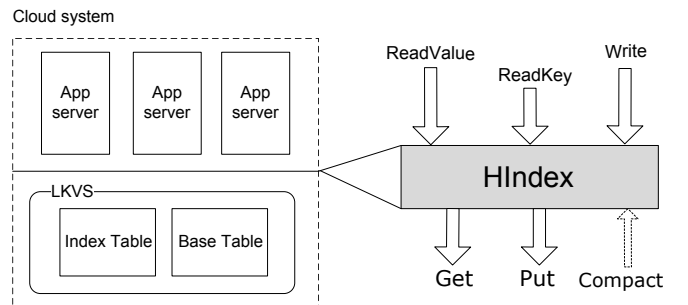 Cloud system
App
server
App
server
App
server
LKVS
Index Table
Base Table
ReadValue
ReadKey
Write
HIndex
Get
Put
Compact